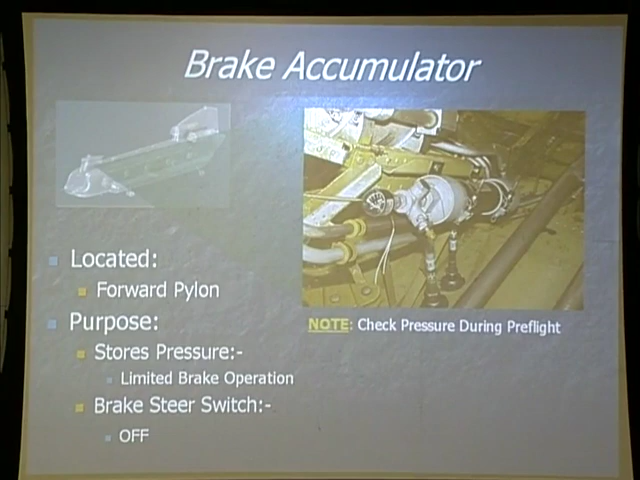 Brake Accumulator
Located:
Forward Pylon
Purpose:
Stores Pressure:-
Limited Brake Operation
Brake Steer Switch:-
OFF
NOTE: Check Pressure During Preflight